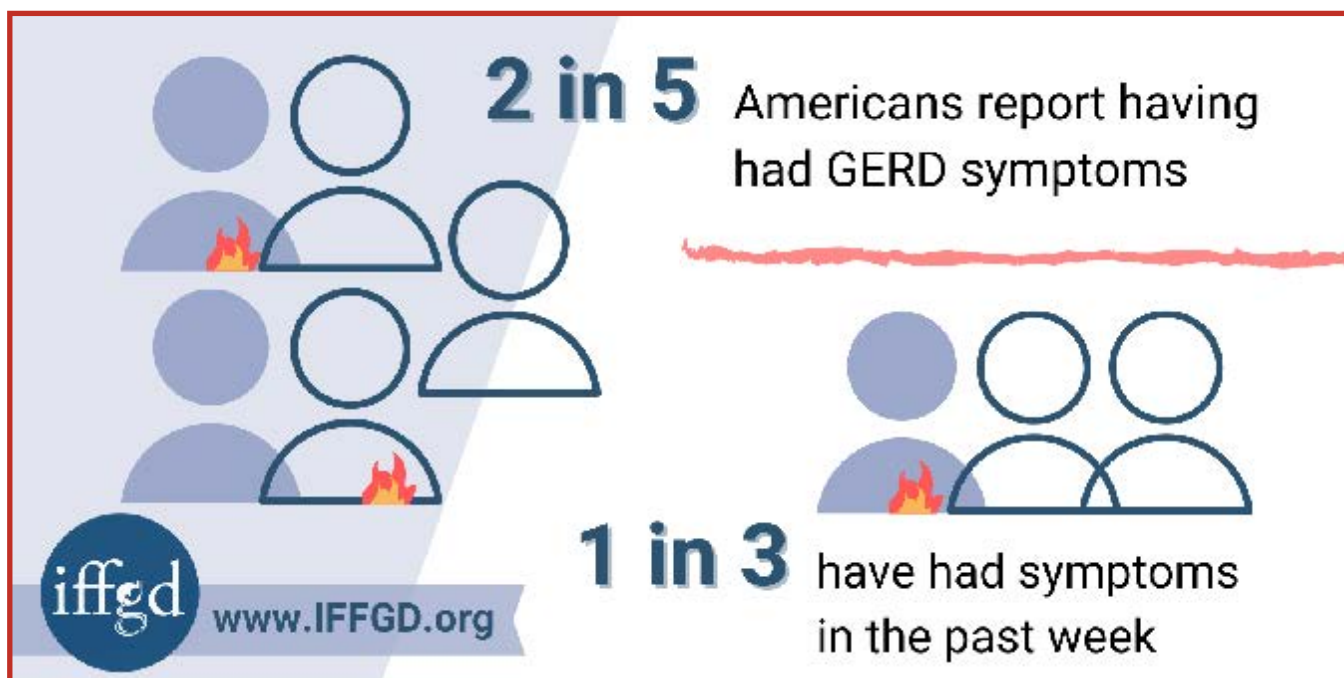 2 in 5 Americans report having
had GERD symptoms
1 in 3 have had symptoms
in the past week
iffgd
www.IFFGD.org